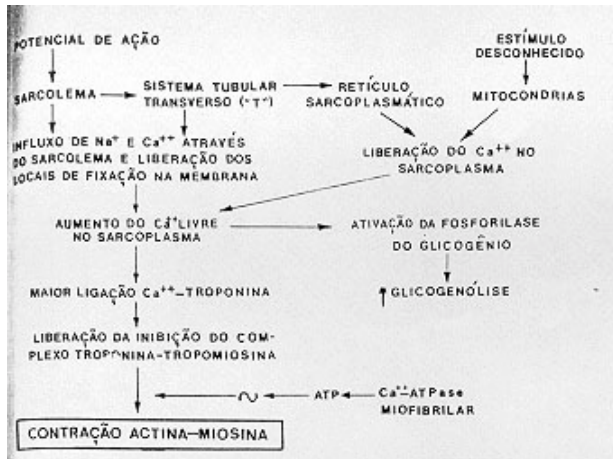 POTENCIAL DE AÇÃO
ESTÍMULO
DESCONHECIDO
SARCOLEMA
SISTEMA TUBULAR
TRANSVERSO ("T")
RETÍCULO
SARCOPLASMÁTICO
MITOCONDRIAS
INFLUXO DE Na⁺ E Ca⁺⁺ ATRAVÉS
DO SARCOLEMA E LIBERAÇÃO DOS
LOCAIS DE FIXAÇÃO NA MEMBRANA
LIBERAÇÃO DO Ca⁺⁺ NO
SARCOPLASMA
AUMENTO DO Ca⁺⁺ LIVRE
NO SARCOPLASMA
ATIVAÇÃO DA FOSFORILASE
DO GLICOGÊNIO
MAIOR LIGAÇÃO Ca⁺⁺–TROPONINA
↑ GLICOGENÓLISE
LIBERAÇÃO DA INIBIÇÃO DO COM-
PLEXO TROPONINA-TROPOMIOSINA
~ ATP Ca⁺⁺–ATPase
MIOFIBRILAR
CONTRAÇÃO ACTINA–MIOSINA